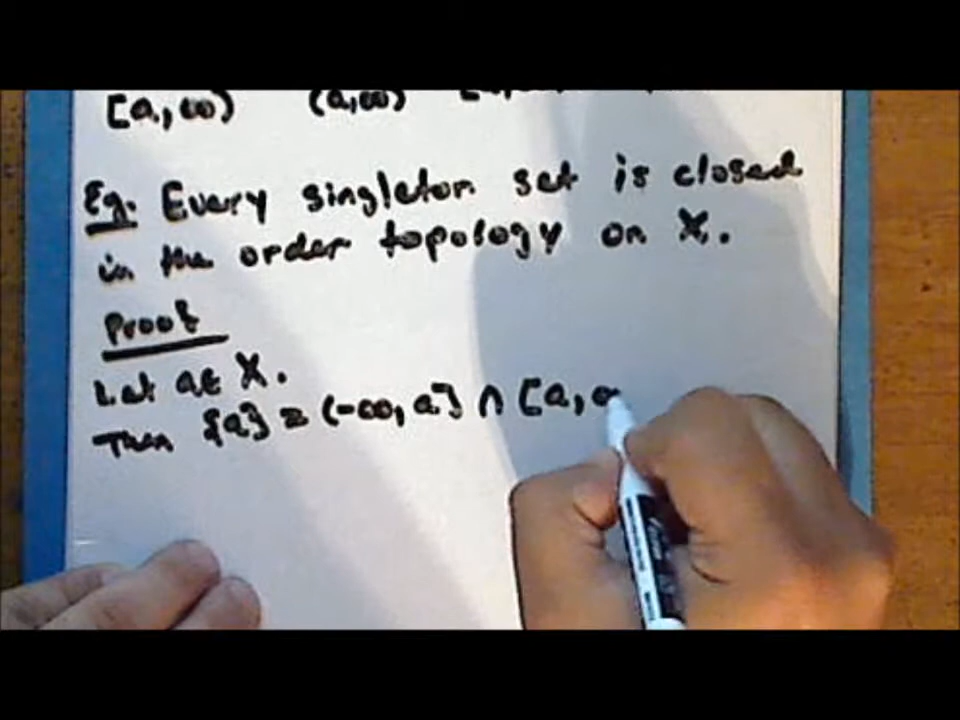 [a,∞) (a,∞)
Eg. Every singleton set is closed
in the order topology on X.
Proof
Let a∈ X.
Then {a} = (-∞, a] ∩ [a,